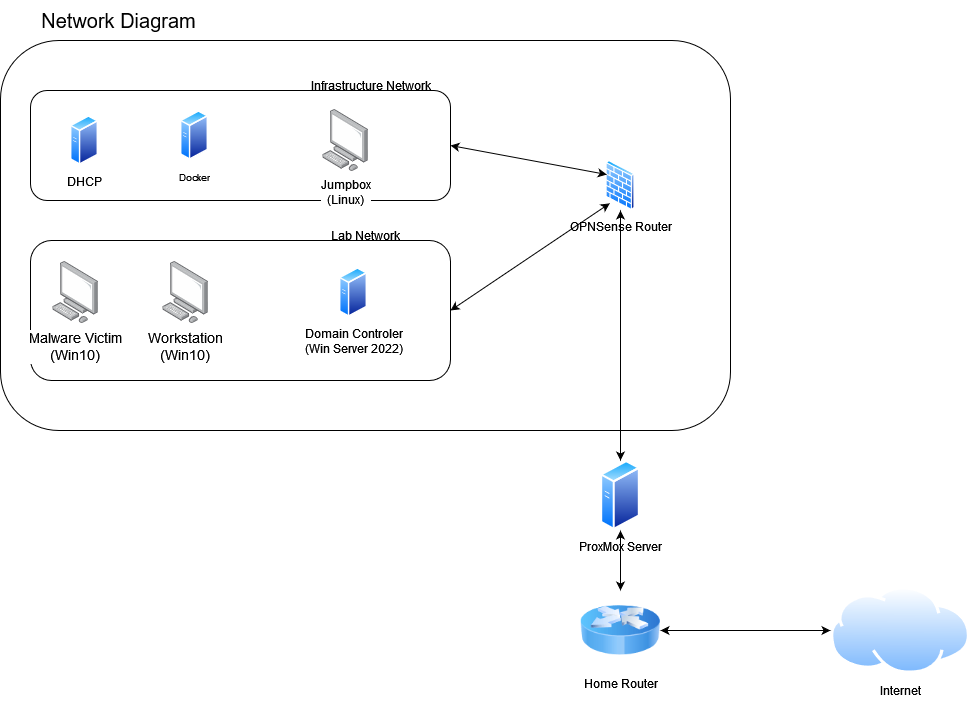 Network Diagram
Infrastructure Network
DHCP
Docker
Jumpbox
(Linux)
OPNSense Router
Lab Network
Malware Victim
(Win10)
Workstation
(Win10)
Domain Controler
(Win Server 2022)
ProxMox Server
Home Router
Internet